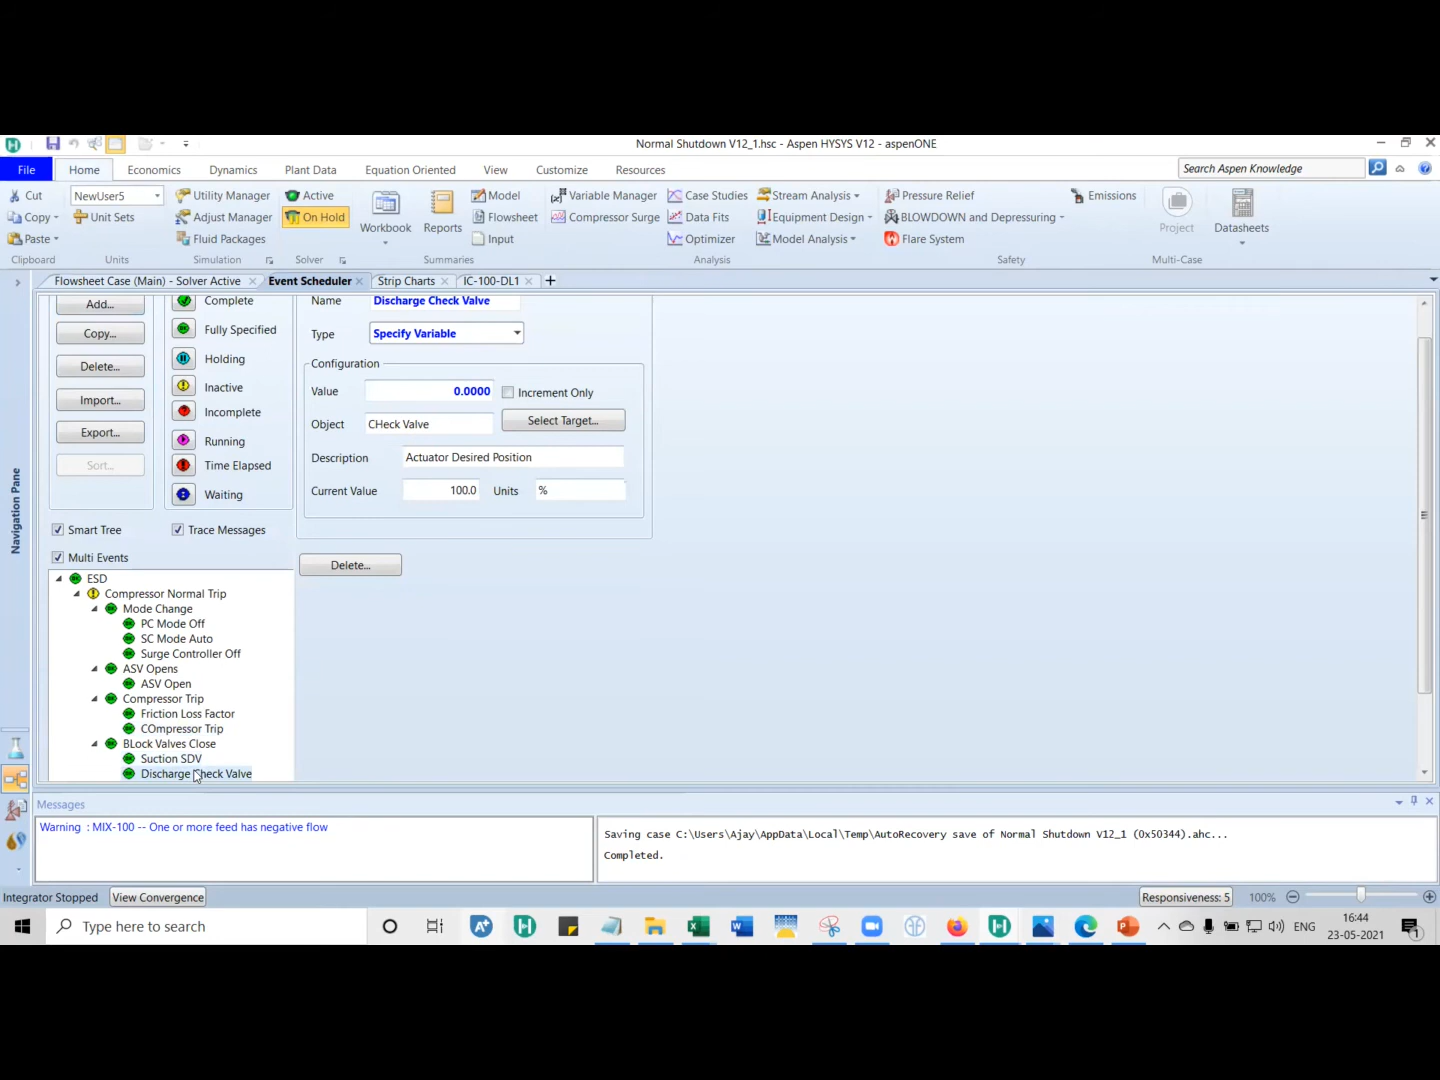 Normal Shutdown V12_1.hsc - Aspen HYSYS V12 - aspenONE
File Home Economics Dynamics Plant Data Equation Oriented View Customize Resources Search Aspen Knowledge
Cut NewUser5 Utility Manager Active Model Variable Manager Case Studies Stream Analysis Pressure Relief Emissions
Copy Unit Sets Adjust Manager On Hold Workbook Reports Flowsheet Compressor Surge Data Fits Equipment Design BLOWDOWN and Depressuring Project Datasheets
Paste Fluid Packages Input Optimizer Model Analysis Flare System
Clipboard Units Simulation Solver Summaries Analysis Safety Multi-Case
Flowsheet Case (Main) - Solver Active Event Scheduler Strip Charts IC-100-DL1
Navigation Pane
Add...
Copy...
Delete...
Import...
Export...
Sort...
Complete
Fully Specified
Holding
Inactive
Incomplete
Running
Time Elapsed
Waiting
Name Discharge Check Valve
Type Specify Variable
Configuration
Value 0.0000 Increment Only
Object CHeck Valve Select Target...
Description Actuator Desired Position
Current Value 100.0 Units %
Smart Tree Trace Messages
Multi Events
Delete...
ESD
Compressor Normal Trip
Mode Change
PC Mode Off
SC Mode Auto
Surge Controller Off
ASV Opens
ASV Open
Compressor Trip
Friction Loss Factor
COmpressor Trip
BLock Valves Close
Suction SDV
Discharge Check Valve
Messages
Warning : MIX-100 -- One or more feed has negative flow
Saving case C:\Users\Ajay\AppData\Local\Temp\AutoRecovery save of Normal Shutdown V12_1 (0x50344).ahc...
Completed.
Integrator Stopped View Convergence Responsiveness: 5 100%
Type here to search ENG 16:44
23-05-2021